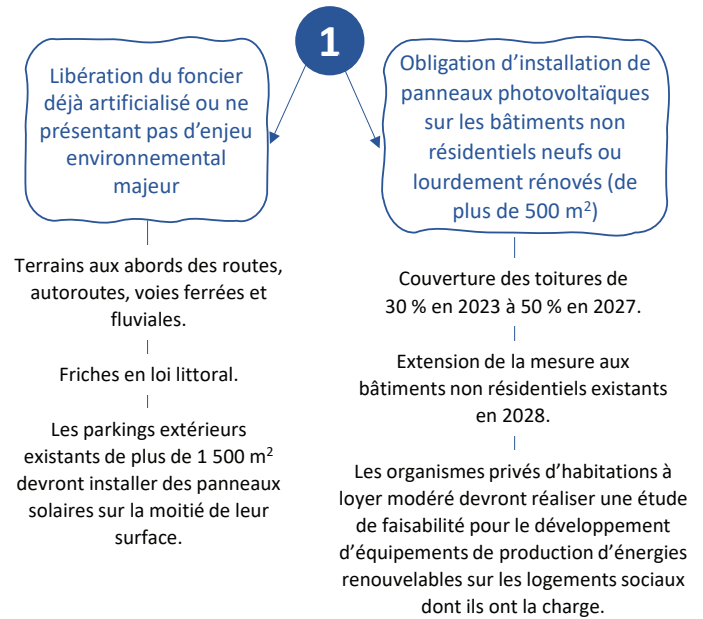 1
Libération du foncier
déjà artificialisé ou ne
présentant pas d’enjeu
environnemental
majeur
Terrains aux abords des routes,
autoroutes, voies ferrées et
fluviales.
Friches en loi littoral.
Les parkings extérieurs
existants de plus de 1 500 m²
devront installer des panneaux
solaires sur la moitié de leur
surface.
Obligation d’installation de
panneaux photovoltaïques
sur les bâtiments non
résidentiels neufs ou
lourdement rénovés (de
plus de 500 m²)
Couverture des toitures de
30 % en 2023 à 50 % en 2027.
Extension de la mesure aux
bâtiments non résidentiels existants
en 2028.
Les organismes privés d’habitations à
loyer modéré devront réaliser une étude
de faisabilité pour le développement
d’équipements de production d’énergies
renouvelables sur les logements sociaux
dont ils ont la charge.